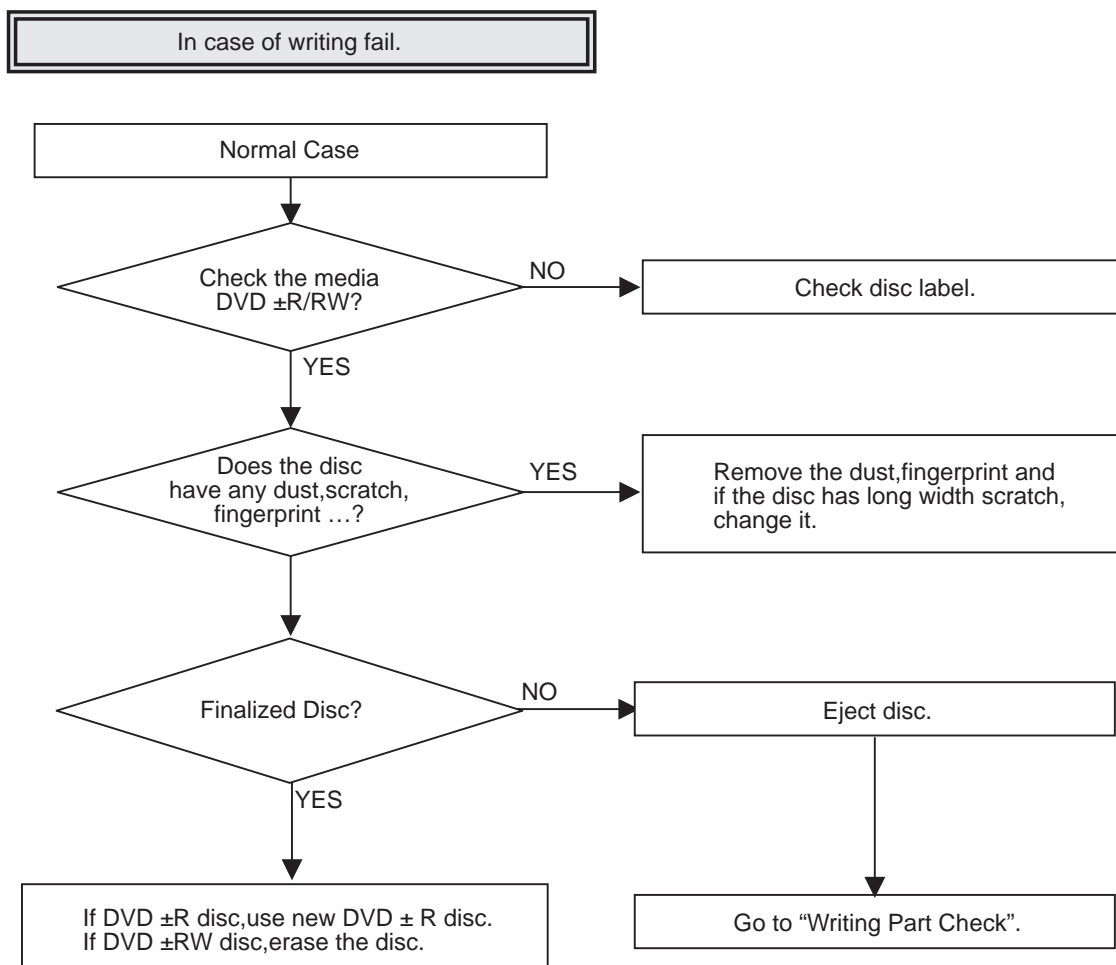 In case of writing fail.
Normal Case
Check the media
DVD ±R/RW?
NO
Check disc label.
YES
Does the disc
have any dust,scratch,
fingerprint …?
YES
Remove the dust,fingerprint and
if the disc has long width scratch,
change it.
Finalized Disc?
NO
Eject disc.
YES
If DVD ±R disc,use new DVD ± R disc.
If DVD ±RW disc,erase the disc.
Go to “Writing Part Check”.